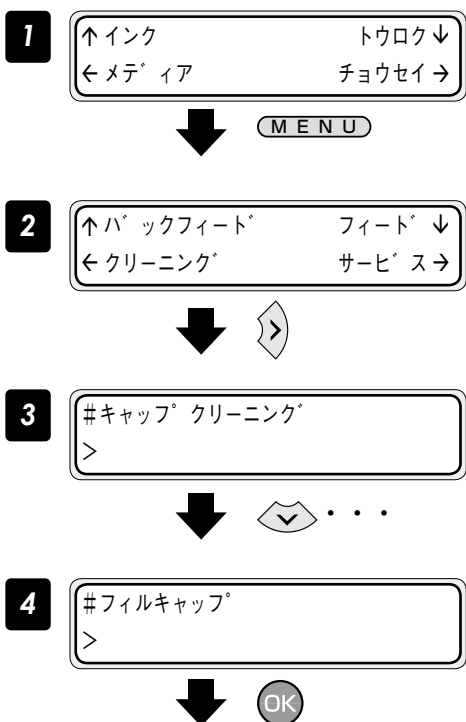 1
↑インク トウロク↓
←メディア チョウセイ→
MENU
2
↑バックフィード フィード↓
←クリーニング サービス→
3
#キャップ クリーニング
>
・・・
4
#フィルキャップ
>
OK